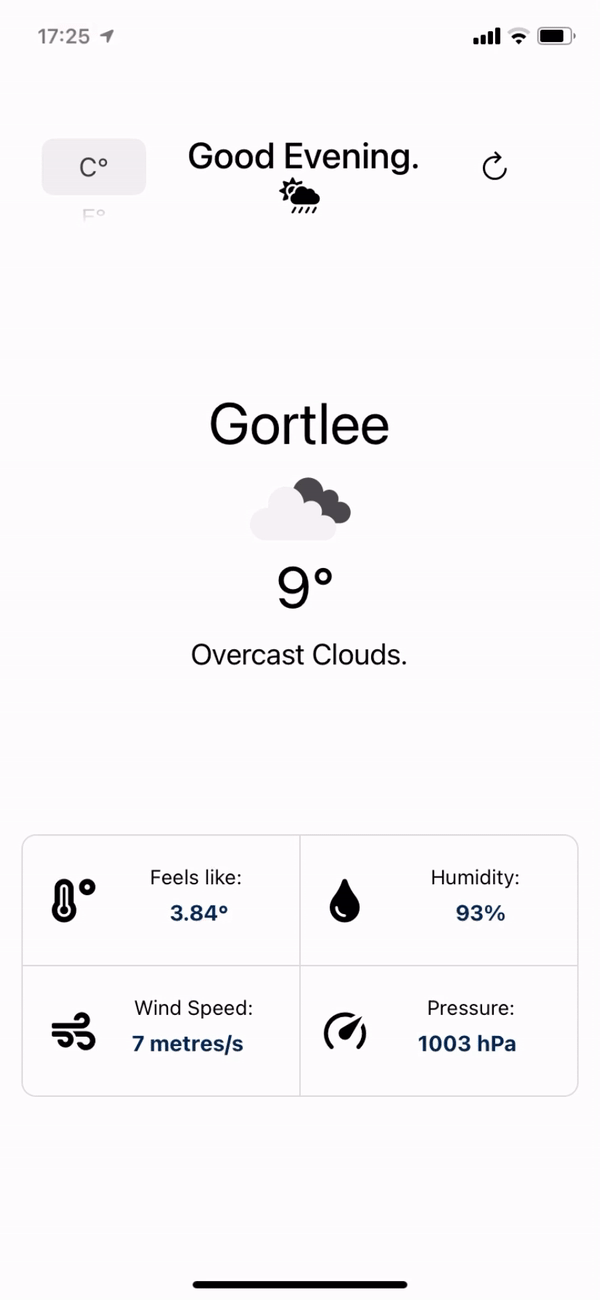 17:25
C°
Good Evening.
F°
Gortlee
9°
Overcast Clouds.
Feels like:
3.84°
Humidity:
93%
Wind Speed:
7 metres/s
Pressure:
1003 hPa